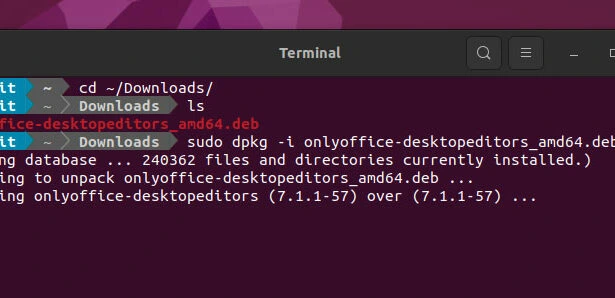 Terminal
it ~ cd ~/Downloads/
it Downloads ls
ffice-desktopeditors_amd64.deb
it Downloads sudo dpkg -i onlyoffice-desktopeditors_amd64.deb
ng database ... 240362 files and directories currently installed.)
ing to unpack onlyoffice-desktopeditors_amd64.deb ...
ing onlyoffice-desktopeditors (7.1.1-57) over (7.1.1-57) ...